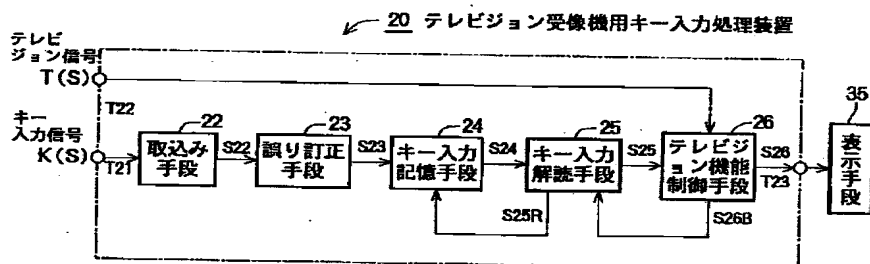 20 テレビジョン受像機用キー入力処理装置
テレビ
ジョン信号
T(S)
T22
キー
入力信号
K(S)
T21
22
取込み
手段
S22
23
誤り訂正
手段
S23
24
キー入力
記憶手段
S24
25
キー入力
解読手段
S25
26
テレビジ
ョン機能
制御手段
S26
T23
35
表示手段
S25R
S26B